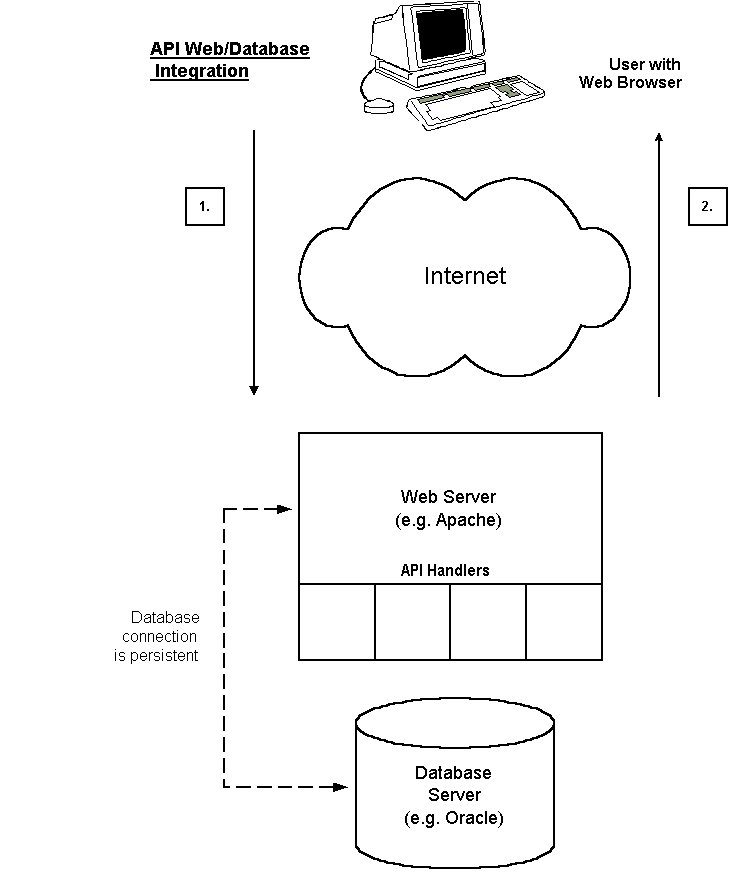 API Web/Database
Integration
User with
Web Browser
1.
2.
Internet
Web Server
(e.g. Apache)
API Handlers
Database
connection
is persistent
Database
Server
(e.g. Oracle)